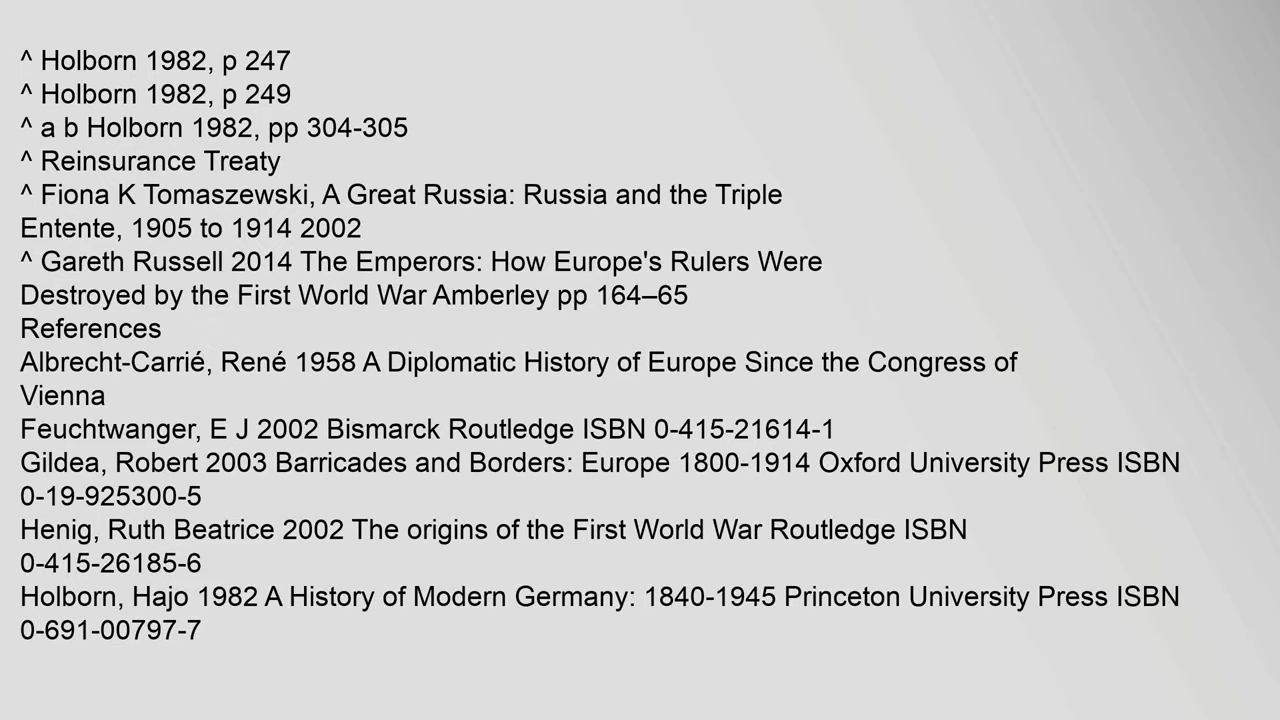 ^ Holborn 1982, p 247
^ Holborn 1982, p 249
^ a b Holborn 1982, pp 304-305
^ Reinsurance Treaty
^ Fiona K Tomaszewski, A Great Russia: Russia and the Triple
Entente, 1905 to 1914 2002
^ Gareth Russell 2014 The Emperors: How Europe's Rulers Were
Destroyed by the First World War Amberley pp 164–65
References
Albrecht-Carrié, René 1958 A Diplomatic History of Europe Since the Congress of
Vienna
Feuchtwanger, E J 2002 Bismarck Routledge ISBN 0-415-21614-1
Gildea, Robert 2003 Barricades and Borders: Europe 1800-1914 Oxford University Press ISBN
0-19-925300-5
Henig, Ruth Beatrice 2002 The origins of the First World War Routledge ISBN
0-415-26185-6
Holborn, Hajo 1982 A History of Modern Germany: 1840-1945 Princeton University Press ISBN
0-691-00797-7